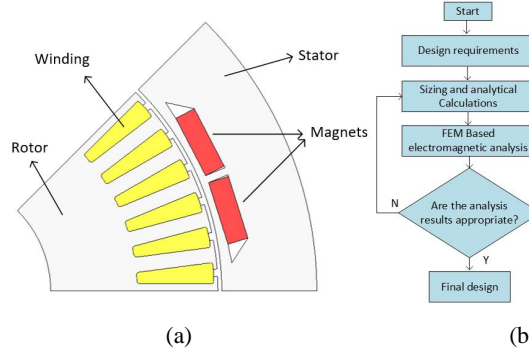 Winding
Stator
Magnets
Rotor
(a)
Start
Design requirements
Sizing and analytical
Calculations
FEM Based
electromagnetic analysis
N
Are the analysis
results appropriate?
Y
Final design
(b